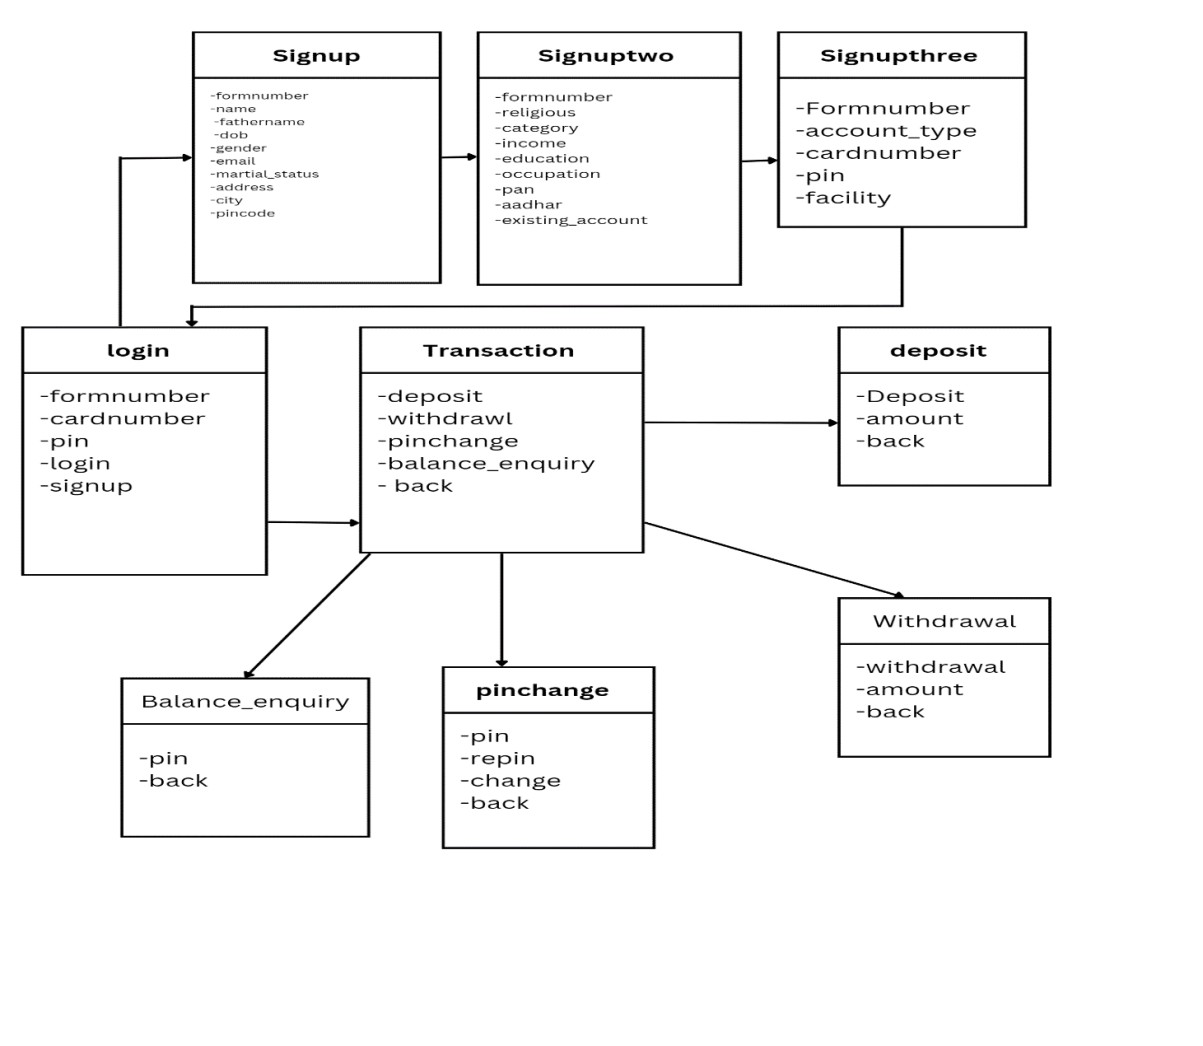 Signup
-formnumber
-name
-fathername
-dob
-gender
-email
-martial_status
-address
-city
-pincode
Signuptwo
-formnumber
-religious
-category
-income
-education
-occupation
-pan
-aadhar
-existing_account
Signupthree
-Formnumber
-account_type
-cardnumber
-pin
-facility
login
-formnumber
-cardnumber
-pin
-login
-signup
Transaction
-deposit
-withdrawl
-pinchange
-balance_enquiry
- back
deposit
-Deposit
-amount
-back
Balance_enquiry
-pin
-back
pinchange
-pin
-repin
-change
-back
Withdrawal
-withdrawal
-amount
-back